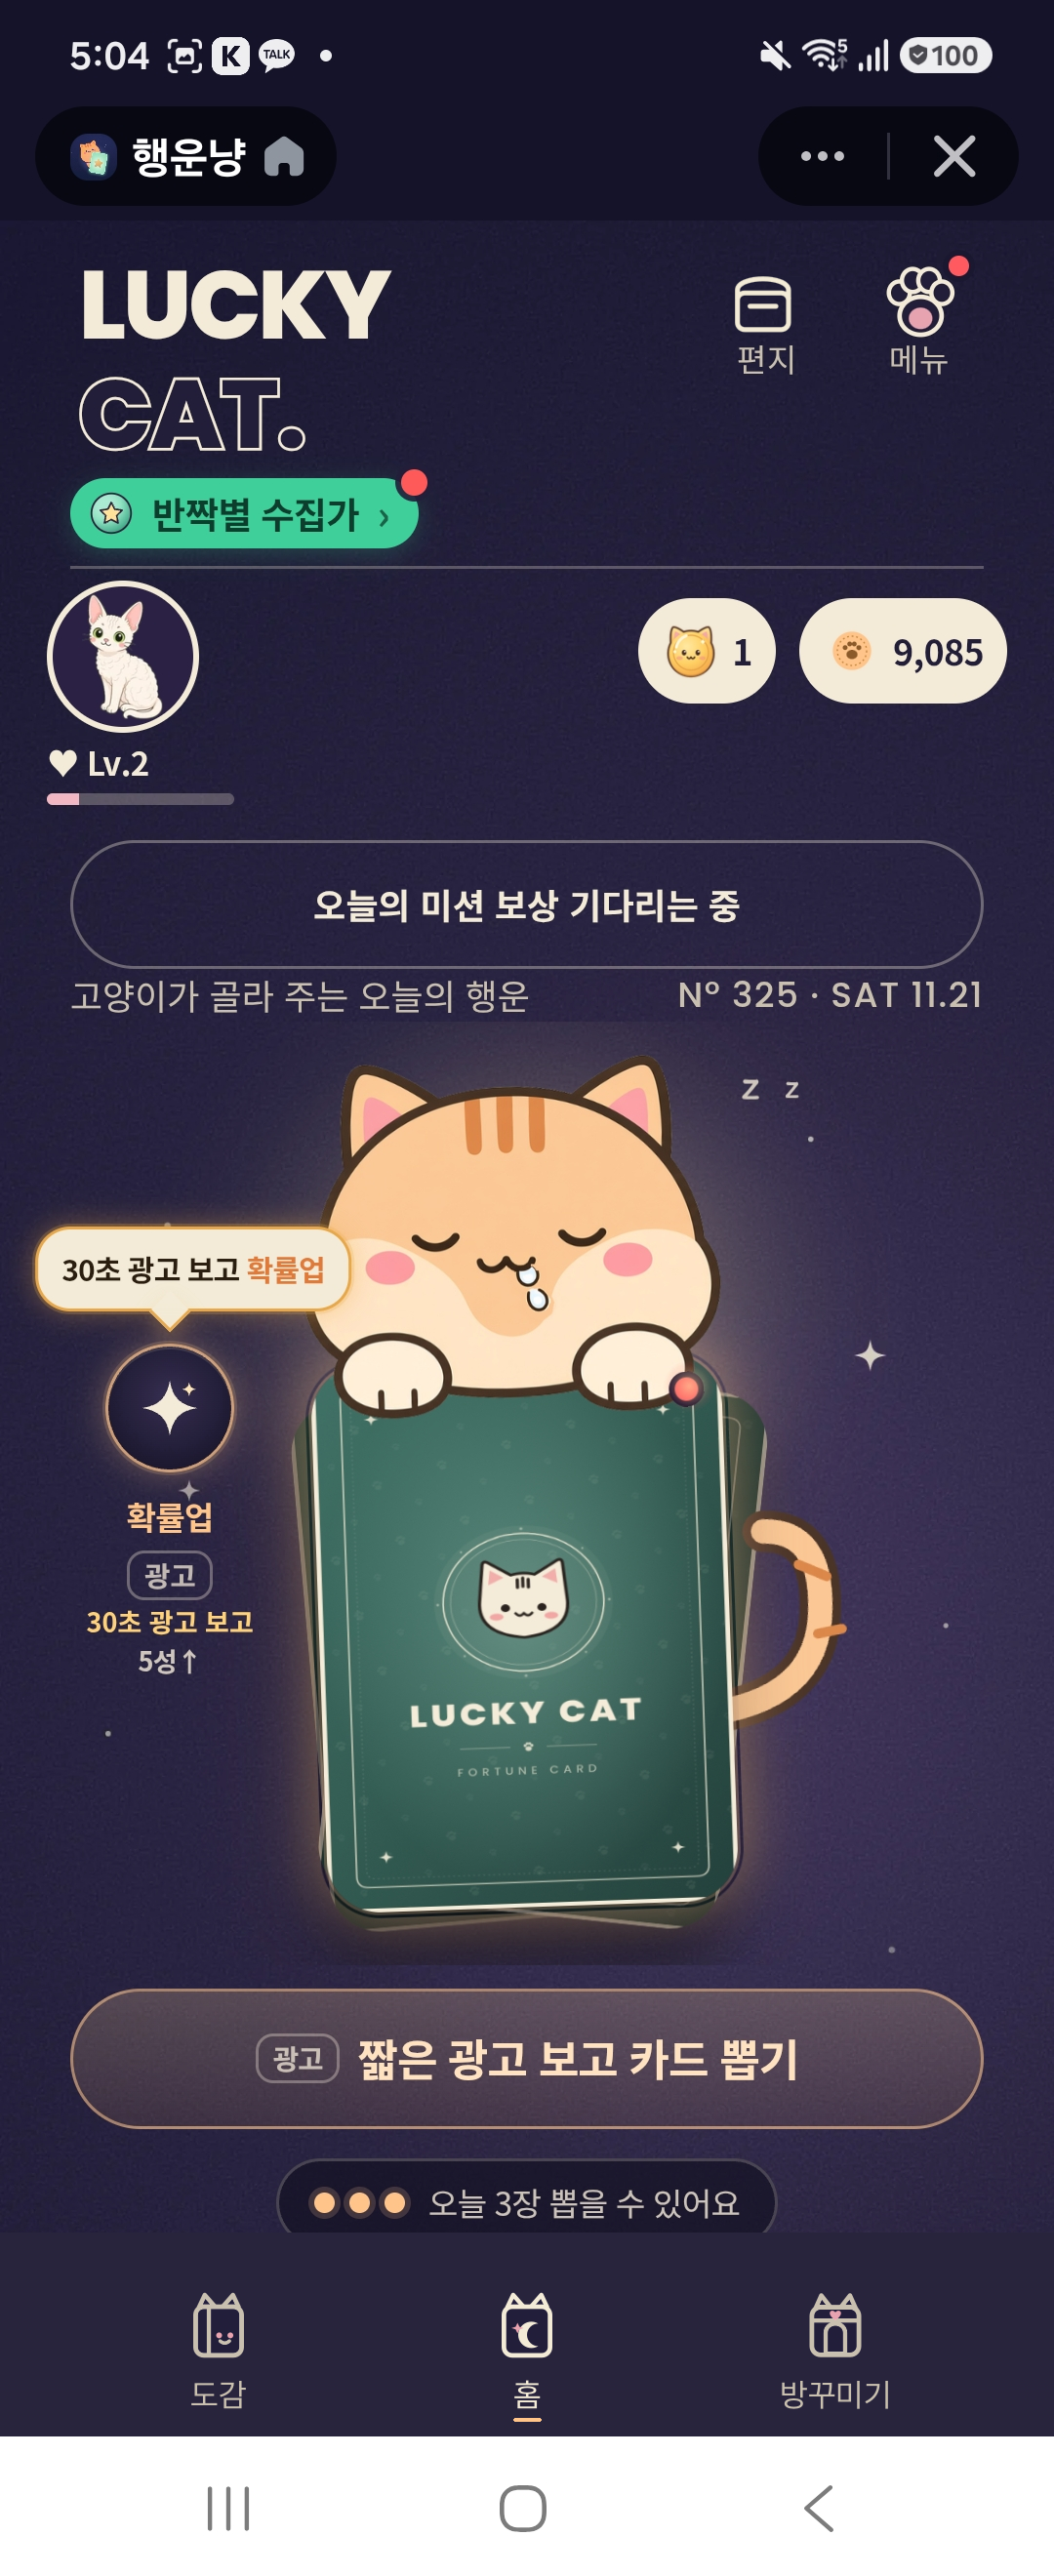 5:04 K TALK 5 100
행운냥
LUCKY
CAT.
편지 메뉴
반짝별 수집가 ›
1 9,085
♥ Lv.2
오늘의 미션 보상 기다리는 중
고양이가 골라 주는 오늘의 행운 Nº 325 · SAT 11.21
z z
30초 광고 보고 확률업
확률업
광고
30초 광고 보고
5성↑
LUCKY CAT
FORTUNE CARD
광고 짧은 광고 보고 카드 뽑기
오늘 3장 뽑을 수 있어요
도감 홈 방꾸미기